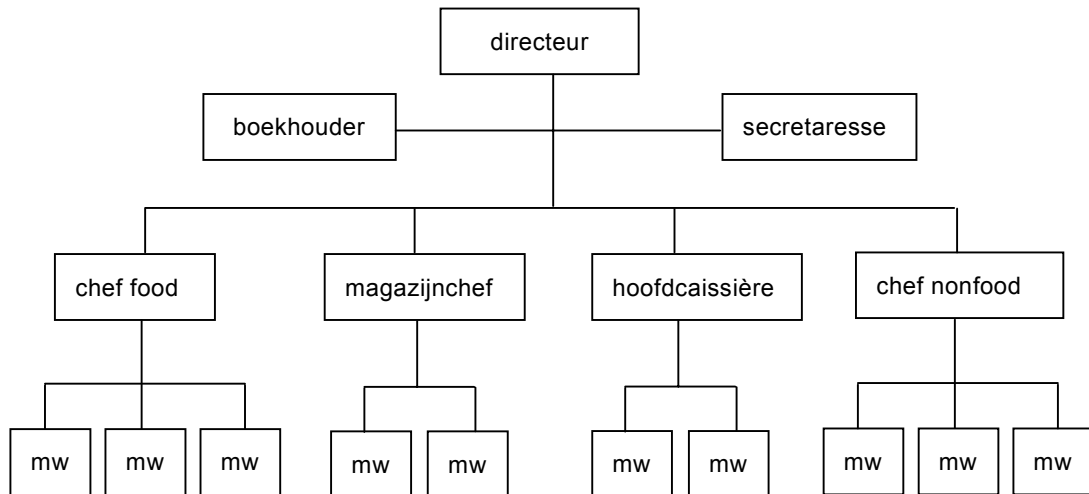 directeur
boekhouder
secretaresse
chef food
magazijnchef
hoofdcaissière
chef nonfood
mw
mw
mw
mw
mw
mw
mw
mw
mw
mw